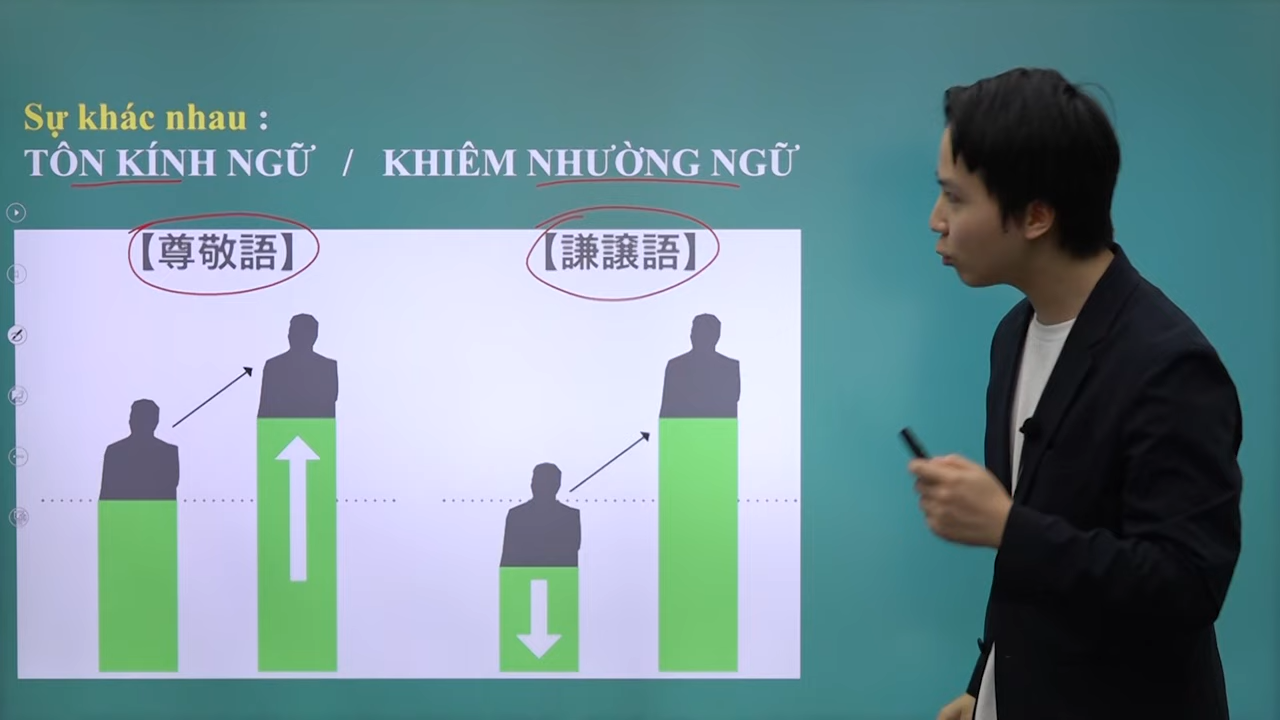 Sự khác nhau :
TÔN KÍNH NGỮ / KHIÊM NHƯỜNG NGỮ
【尊敬語】 【謙譲語】